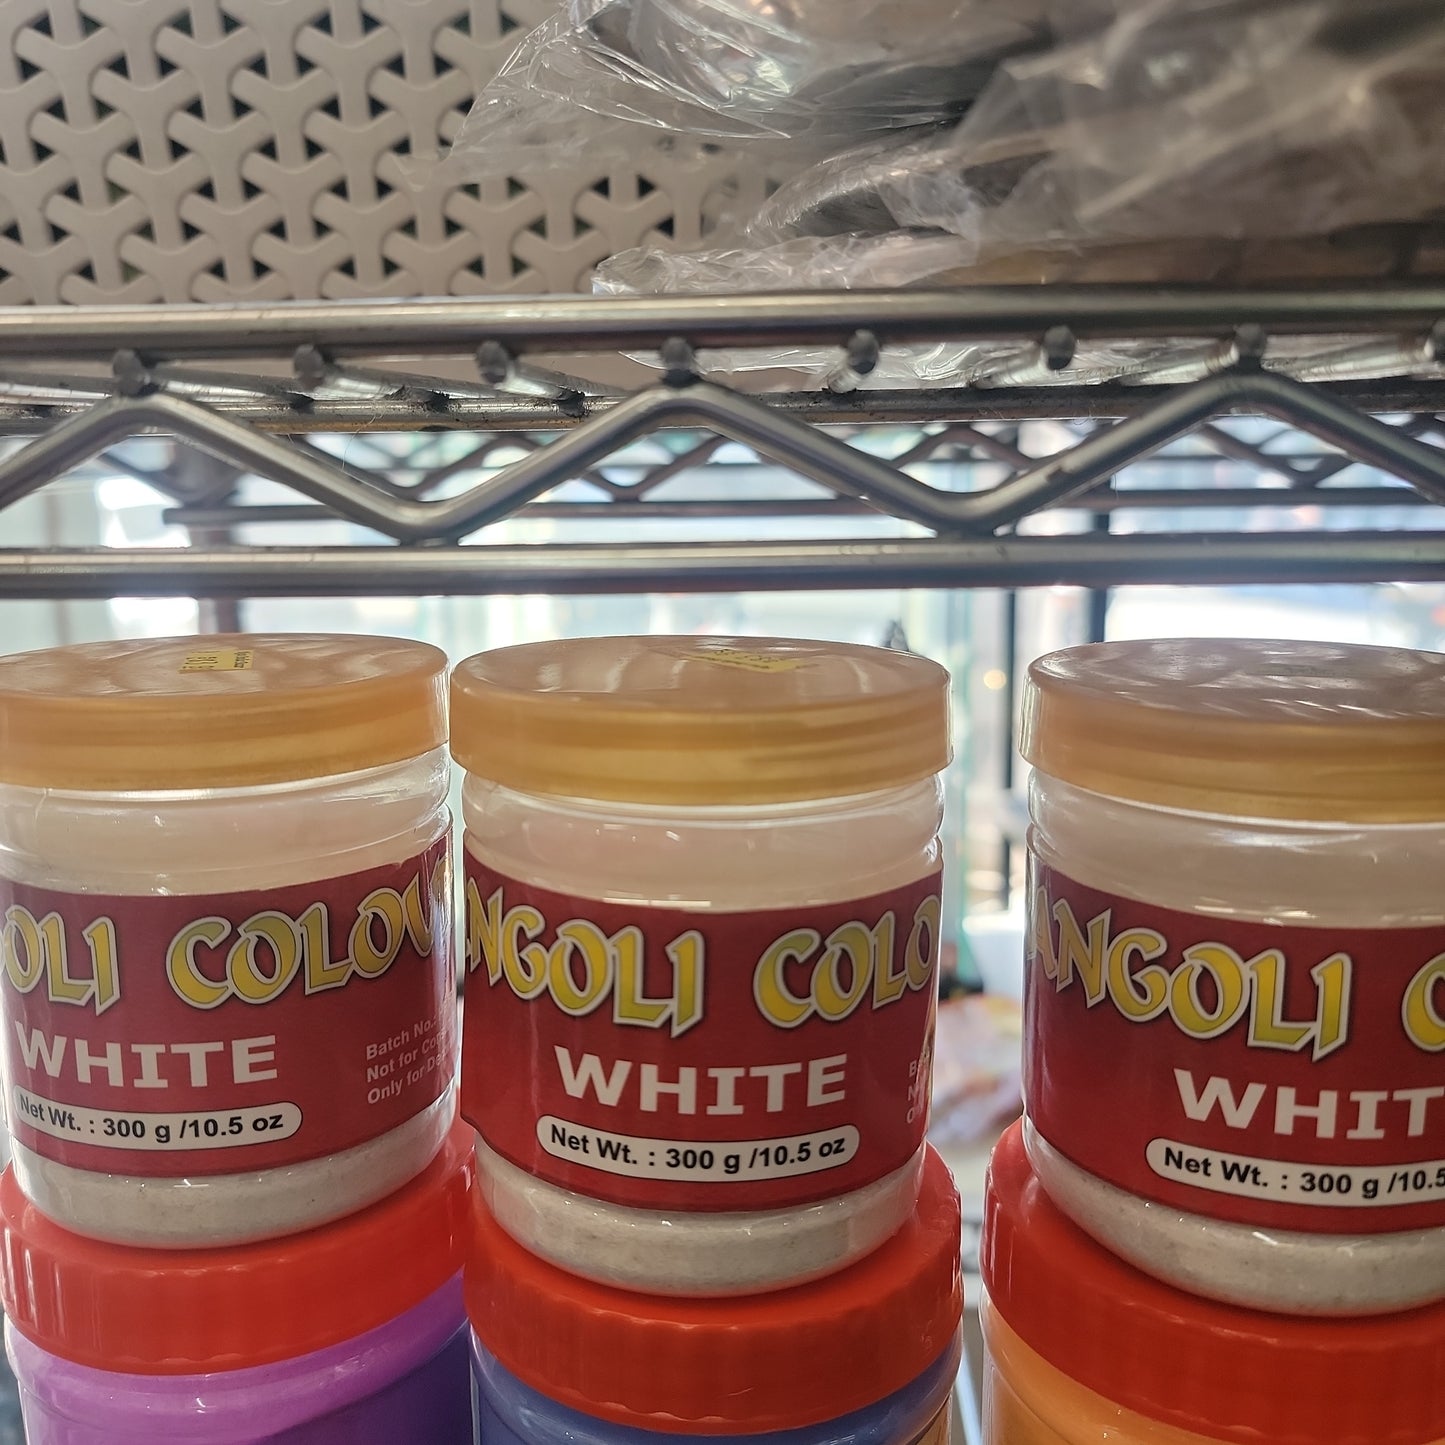 OLI COLOU
WHITE
Batch No.:
Not for Co
Only for De
Net Wt. : 300 g /10.5 oz
ANGOLI COLO
WHITE
Net Wt. : 300 g /10.5 oz
ANGOLI C
WHIT
Net Wt. : 300 g /10.5